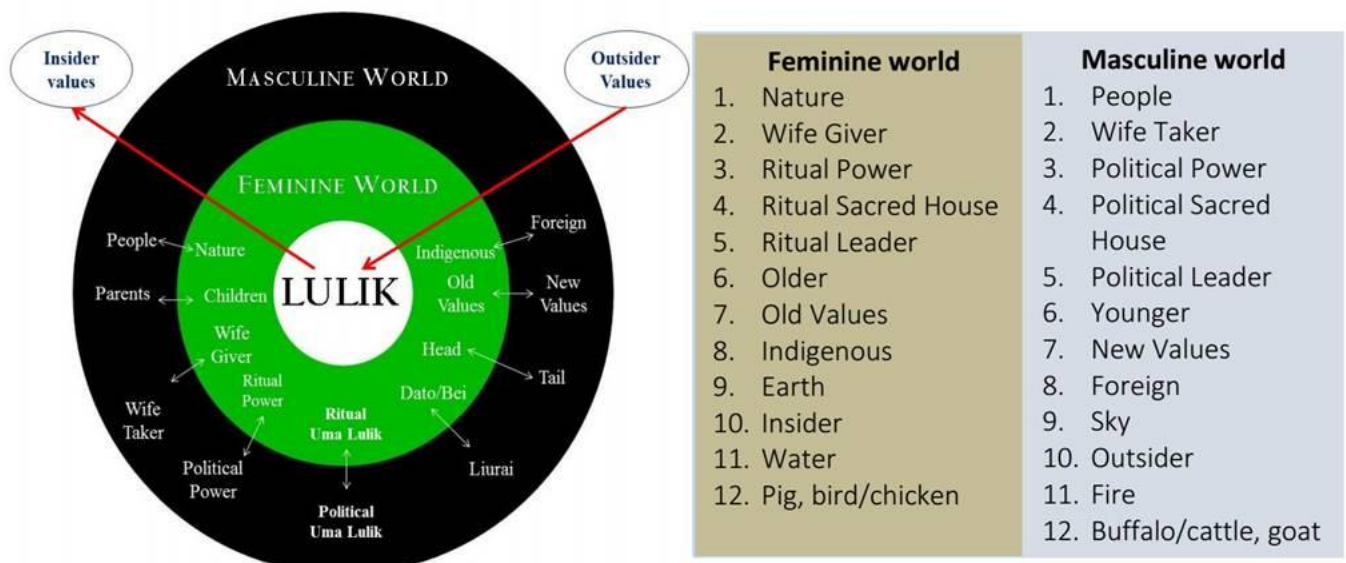 Insider
values
Outsider
Values
MASCULINE WORLD
FEMININE WORLD
LULIK
People
Nature
Parents
Children
Wife
Giver
Wife
Taker
Ritual
Power
Political
Power
Ritual
Uma Lulik
Political
Uma Lulik
Dato/Bei
Liurai
Head
Tail
Old
Values
New
Values
Indigenous
Foreign
Feminine world
1. Nature
2. Wife Giver
3. Ritual Power
4. Ritual Sacred House
5. Ritual Leader
6. Older
7. Old Values
8. Indigenous
9. Earth
10. Insider
11. Water
12. Pig, bird/chicken
Masculine world
1. People
2. Wife Taker
3. Political Power
4. Political Sacred
House
5. Political Leader
6. Younger
7. New Values
8. Foreign
9. Sky
10. Outsider
11. Fire
12. Buffalo/cattle, goat